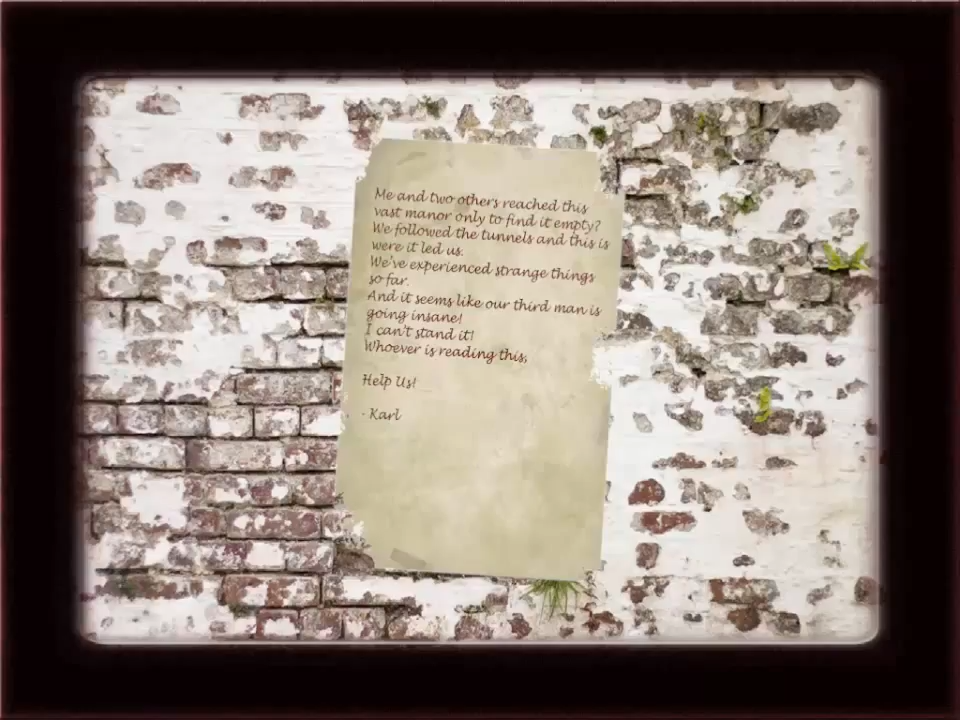 Me and two others reached this
vast manor only to find it empty?
We followed the tunnels and this is
were it led us.
We've experienced strange things
so far.
And it seems like our third man is
going insane!
I can't stand it!
Whoever is reading this,
Help Us!
- Karl